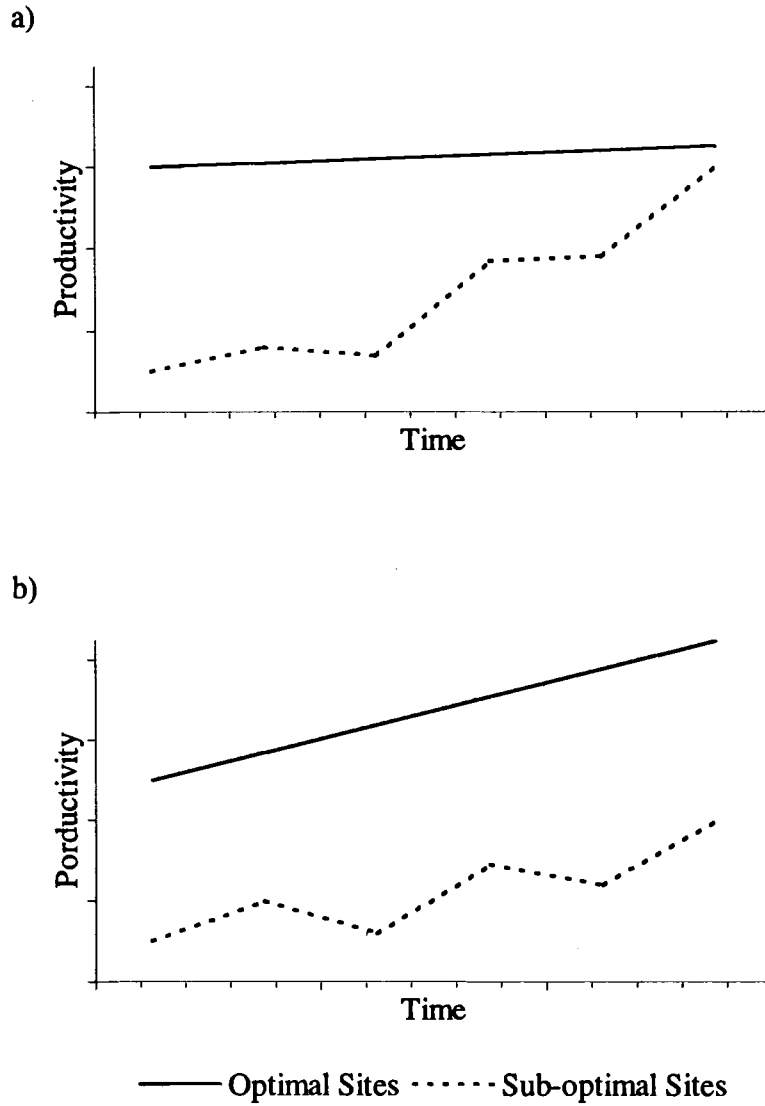 a)
Productivity
Time
b)
Porductivity
Time
Optimal Sites
Sub-optimal Sites